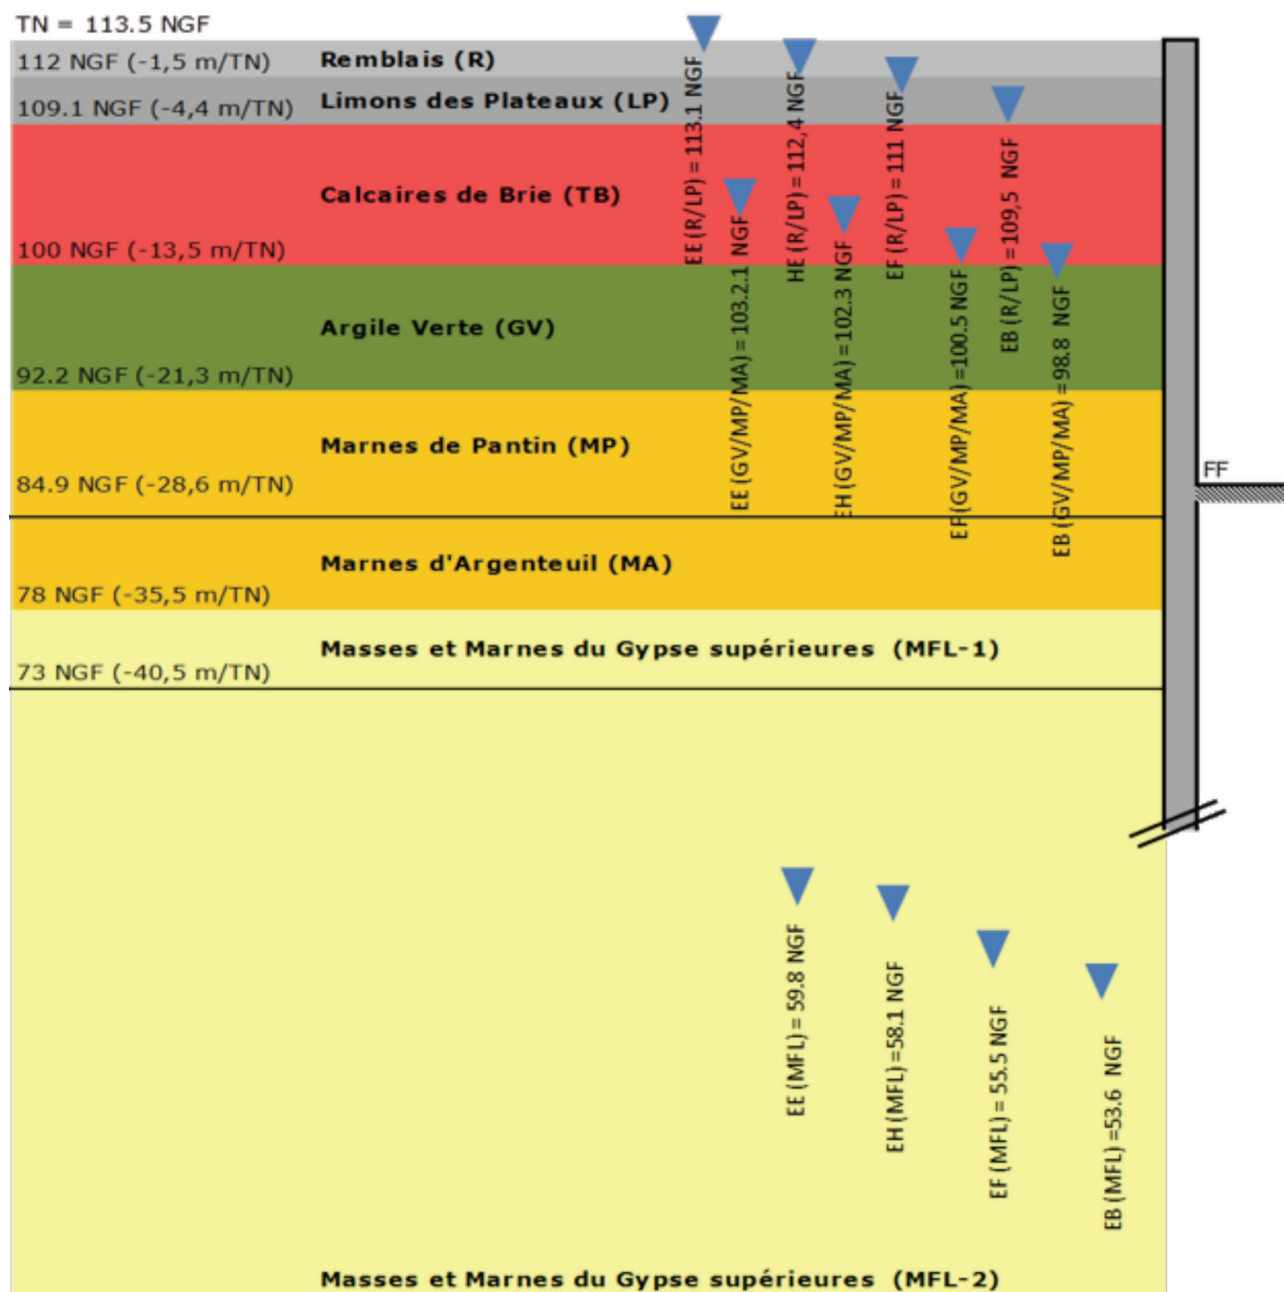 TN = 113.5 NGF
112 NGF (-1,5 m/TN)
Remblais (R)
109.1 NGF (-4,4 m/TN)
Limons des Plateaux (LP)
Calcaires de Brie (TB)
100 NGF (-13,5 m/TN)
Argile Verte (GV)
92.2 NGF (-21,3 m/TN)
Marnes de Pantin (MP)
84.9 NGF (-28,6 m/TN)
Marnes d'Argenteuil (MA)
78 NGF (-35,5 m/TN)
Masses et Marnes du Gypse supérieures (MFL-1)
73 NGF (-40,5 m/TN)
EE (R/LP) = 113.1 NGF
HE (R/LP) = 112,4 NGF
EF (R/LP) = 111 NGF
EB (R/LP) =109,5 NGF
EE (GV/MP/MA) = 103.2.1 NGF
EH (GV/MP/MA) = 102.3 NGF
EF(GV/MP/MA) =100.5 NGF
EB (GV/MP/MA) =98.8 NGF
FF
EE (MFL) = 59.8 NGF
EH (MFL) =58.1 NGF
EF (MFL) = 55.5 NGF
EB (MFL) =53.6 NGF
Masses et Marnes du Gypse supérieures (MFL-2)